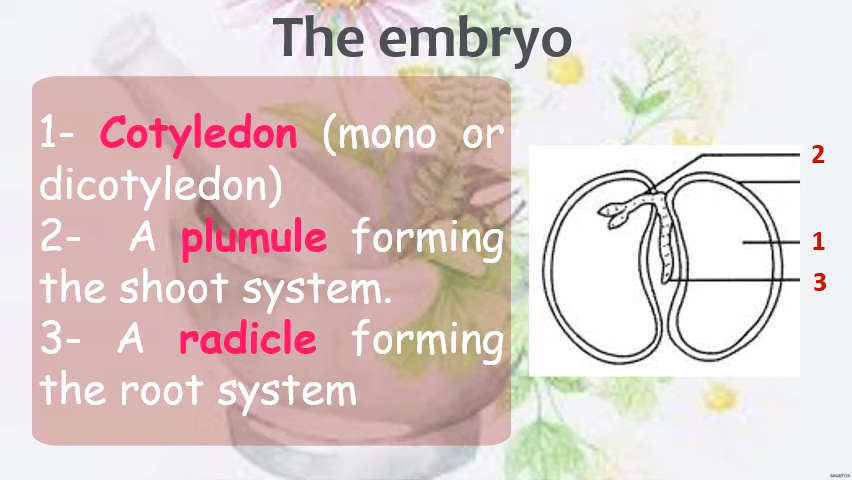 The embryo
1- Cotyledon (mono or
dicotyledon)
2- A plumule forming
the shoot system.
3- A radicle forming
the root system
2
1
3
SAGEFOX